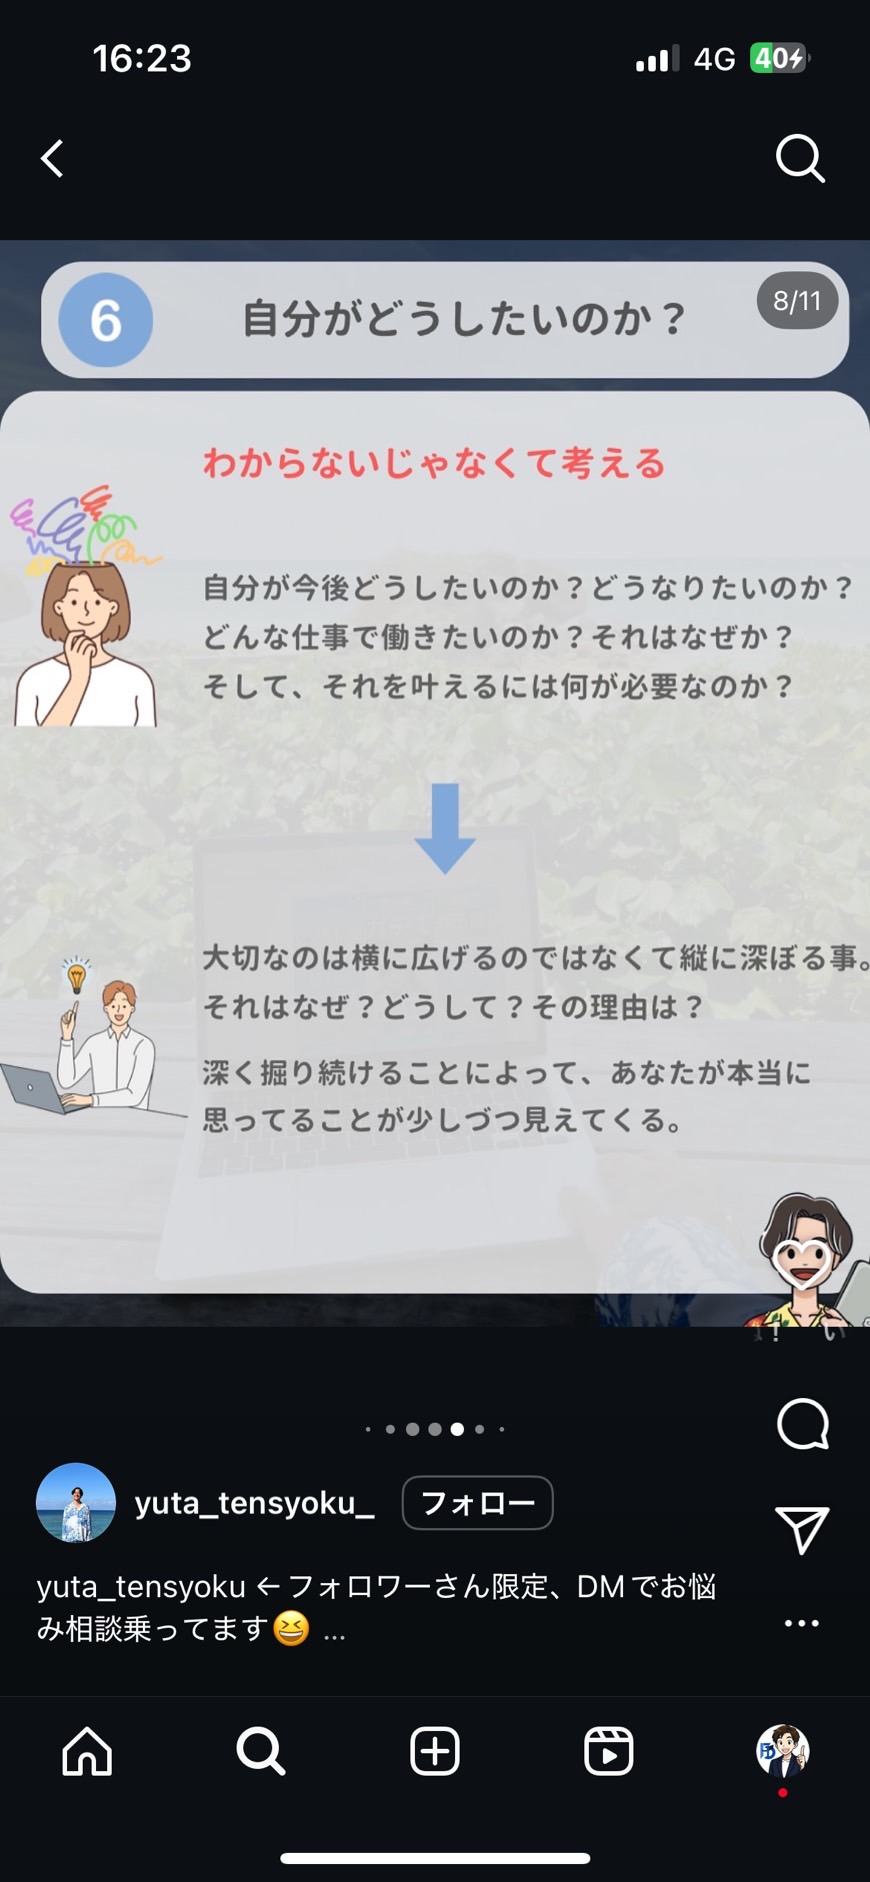 16:23
4G
40
6
自分がどうしたいのか？
8/11
わからないじゃなくて考える
自分が今後どうしたいのか？どうなりたいのか？
どんな仕事で働きたいのか？それはなぜか？
そして、それを叶えるには何が必要なのか？
大切なのは横に広げるのではなくて縦に深ぼる事。
それはなぜ？どうして？その理由は？
深く掘り続けることによって、あなたが本当に
思ってることが少しづつ見えてくる。
yuta_tensyoku_
フォロー
yuta_tensyoku ← フォロワーさん限定、DMでお悩
み相談乗ってます😆 ...